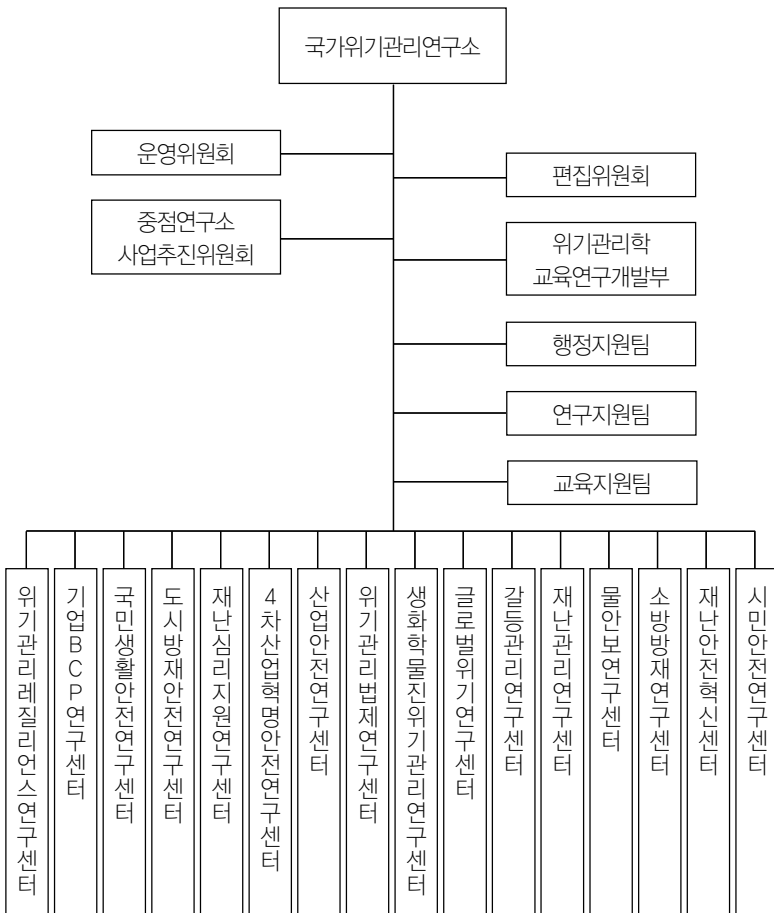 국가위기관리연구소
운영위원회
편집위원회
중점연구소
사업추진위원회
위기관리학
교육연구개발부
행정지원팀
연구지원팀
교육지원팀
위기관리레질리언스연구센터
기업BCP연구센터
국민생활안전연구센터
도시방재안전연구센터
재난심리지원연구센터
4차산업혁명안전연구센터
산업안전연구센터
위기관리법제연구센터
생화학물진위기관리연구센터
글로벌위기연구센터
갈등관리연구센터
재난관리연구센터
물안보연구센터
소방방재연구센터
재난안전혁신센터
시민안전연구센터